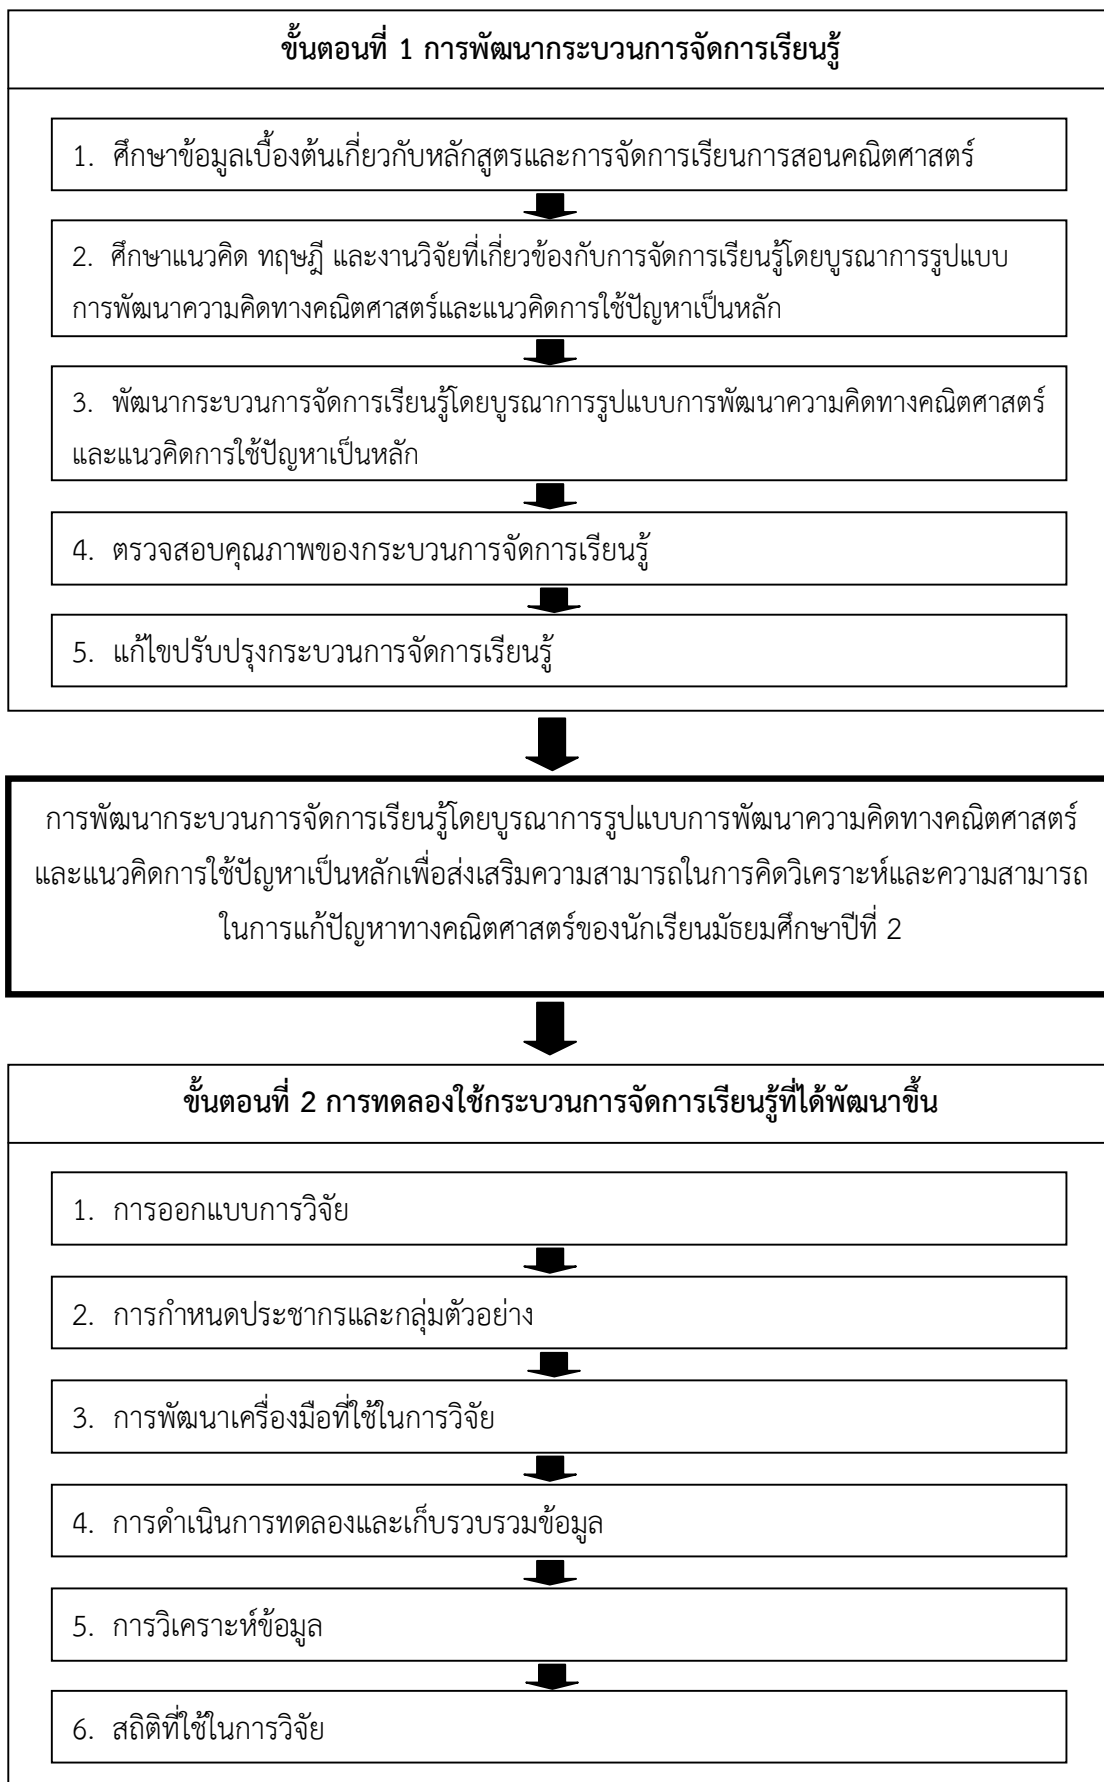 ขั้นตอนที่ 1 การพัฒนากระบวนการจัดการเรียนรู้
1. ศึกษาข้อมูลเบื้องต้นเกี่ยวกับหลักสูตรและการจัดการเรียนการสอนคณิตศาสตร์
2. ศึกษาแนวคิด ทฤษฎี และงานวิจัยที่เกี่ยวข้องกับการจัดการเรียนรู้โดยบูรณาการรูปแบบ
การพัฒนาความคิดทางคณิตศาสตร์และแนวคิดการใช้ปัญหาเป็นหลัก
3. พัฒนากระบวนการจัดการเรียนรู้โดยบูรณาการรูปแบบการพัฒนาความคิดทางคณิตศาสตร์
และแนวคิดการใช้ปัญหาเป็นหลัก
4. ตรวจสอบคุณภาพของกระบวนการจัดการเรียนรู้
5. แก้ไขปรับปรุงกระบวนการจัดการเรียนรู้
การพัฒนากระบวนการจัดการเรียนรู้โดยบูรณาการรูปแบบการพัฒนาความคิดทางคณิตศาสตร์
และแนวคิดการใช้ปัญหาเป็นหลักเพื่อส่งเสริมความสามารถในการคิดวิเคราะห์และความสามารถ
ในการแก้ปัญหาทางคณิตศาสตร์ของนักเรียนมัธยมศึกษาปีที่ 2
ขั้นตอนที่ 2 การทดลองใช้กระบวนการจัดการเรียนรู้ที่ได้พัฒนาขึ้น
1. การออกแบบการวิจัย
2. การกำหนดประชากรและกลุ่มตัวอย่าง
3. การพัฒนาเครื่องมือที่ใช้ในการวิจัย
4. การดำเนินการทดลองและเก็บรวบรวมข้อมูล
5. การวิเคราะห์ข้อมูล
6. สถิติที่ใช้ในการวิจัย